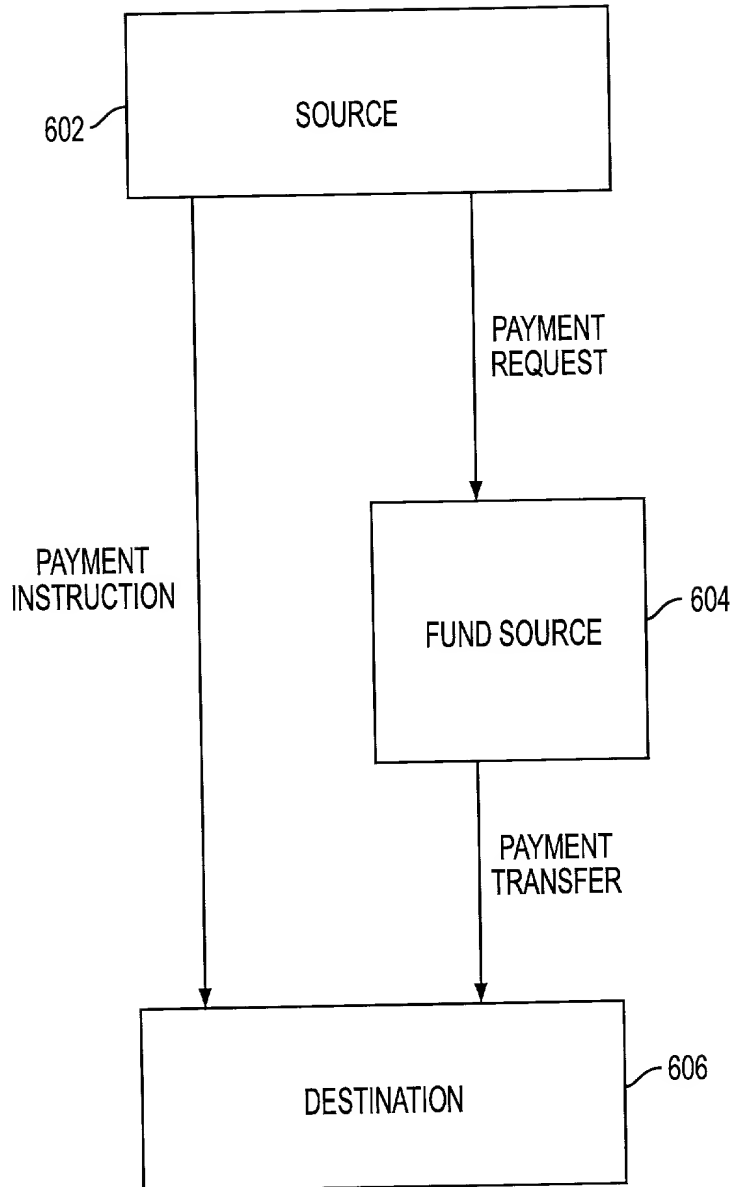 602
SOURCE
PAYMENT
REQUEST
PAYMENT
INSTRUCTION
604
FUND SOURCE
PAYMENT
TRANSFER
606
DESTINATION